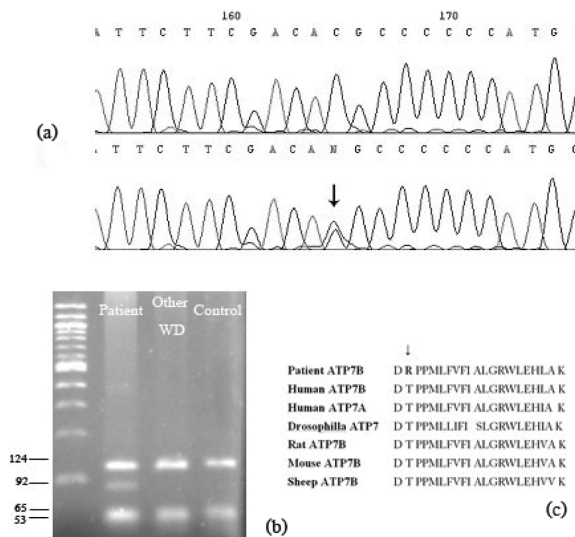 160 170
A T T C T T C G A C A C G C C C C C C A T G
(a)
A T T C T T C G A C A N G C C C C C C A T G C
Patient Other WD Control
124
92
65
53
(b)
Patient ATP7B D R PPMLFVFI ALGRWLEHLA K
Human ATP7B D T PPMLFVFI ALGRWLEHLA K
Human ATP7A D T PPMLFVFI ALGRWLEHIA K
Drosophilla ATP7 D T PPMLLIFI SLGRWLEHIA K
Rat ATP7B D T PPMLFVFI ALGRWLEHVA K
Mouse ATP7B D T PPMLFVFI ALGRWLEHVA K
Sheep ATP7B D T PPMLFVFI ALGRWLEHVV K
(c)